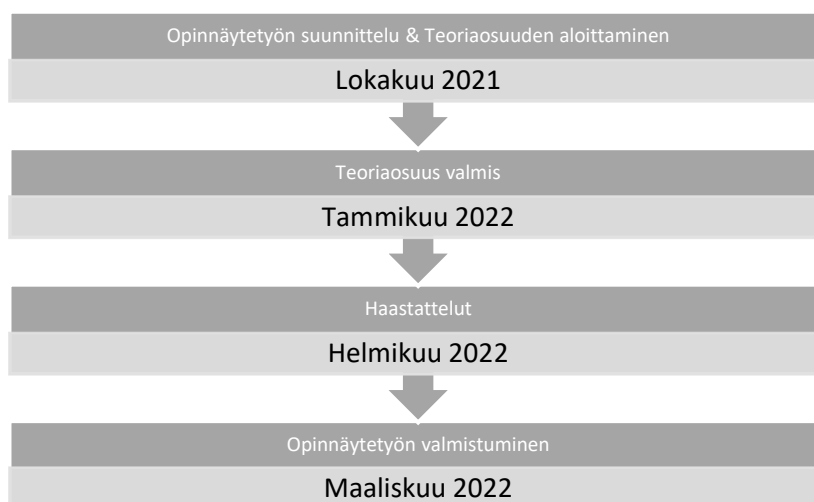 Opinnäytetyön suunnittelu & Teoriaosuuden aloittaminen
Lokakuu 2021
Teoriaosuus valmis
Tammikuu 2022
Haastattelut
Helmikuu 2022
Opinnäytetyön valmistuminen
Maaliskuu 2022